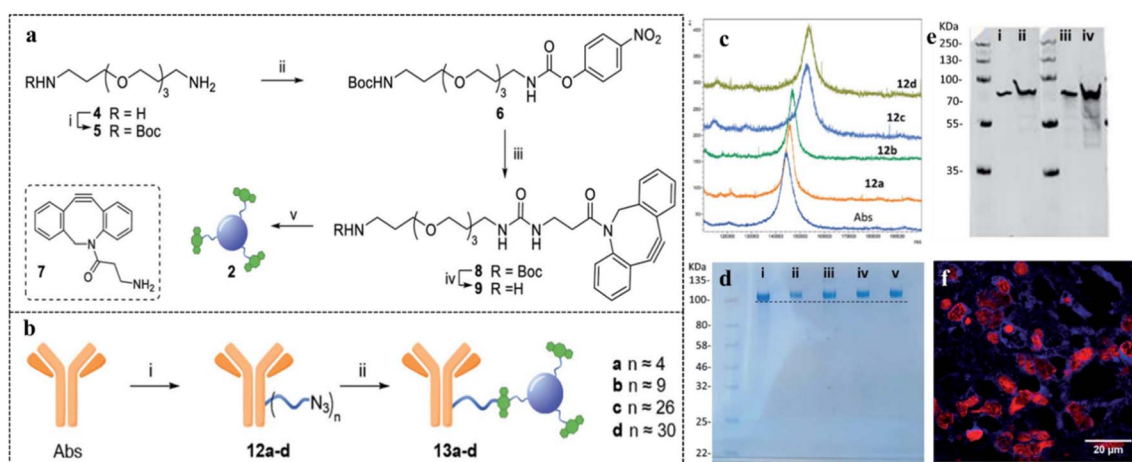 a
RHN
NH₂
3
4 R = H
i
5 R = Boc
ii
BocHN
O
3
N
H
O
O
NO₂
6
iii
7
N
O
NH₂
2
v
RHN
O
3
N
H
O
N
H
O
N
8 R = Boc
iv
9 R = H
b
Abs
i
12a-d
N₃
n
ii
13a-d
a n ≈ 4
b n ≈ 9
c n ≈ 26
d n ≈ 30
c
12d
12c
12b
12a
Abs
d
KDa
i ii iii iv v
135-
100-
80-
58-
46-
32-
25-
22-
e
KDa
i ii iii iv
250-
130-
100-
70-
55-
35-
f
20 μm